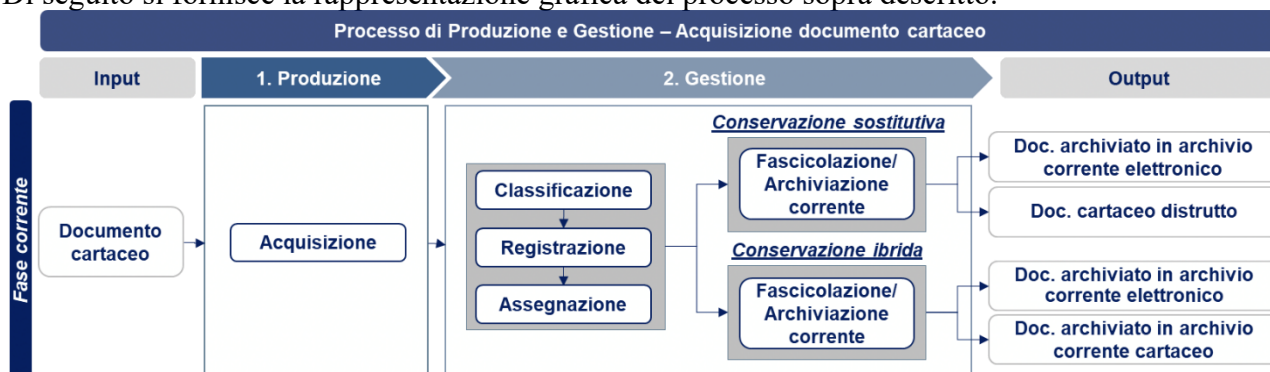 Di seguito si fornisce la rappresentazione grafica del processo sopra descritto.
Processo di Produzione e Gestione – Acquisizione documento cartaceo
Input
1. Produzione
2. Gestione
Output
Fase corrente
Documento
cartaceo
Acquisizione
Classificazione
Registrazione
Assegnazione
Conservazione sostitutiva
Fascicolazione/
Archiviazione
corrente
Conservazione ibrida
Fascicolazione/
Archiviazione
corrente
Doc. archiviato in archivio
corrente elettronico
Doc. cartaceo distrutto
Doc. archiviato in archivio
corrente elettronico
Doc. archiviato in archivio
corrente cartaceo